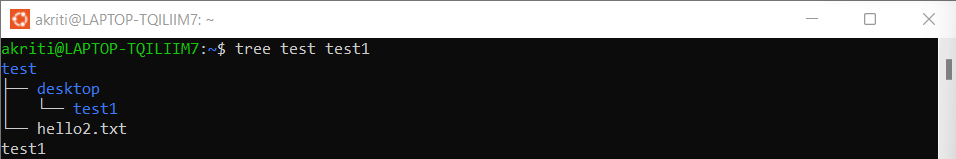 akriti@LAPTOP-TQILIIM7: ~
akriti@LAPTOP-TQILIIM7:~$ tree test test1
test
├── desktop
│   └── test1
└── hello2.txt
test1